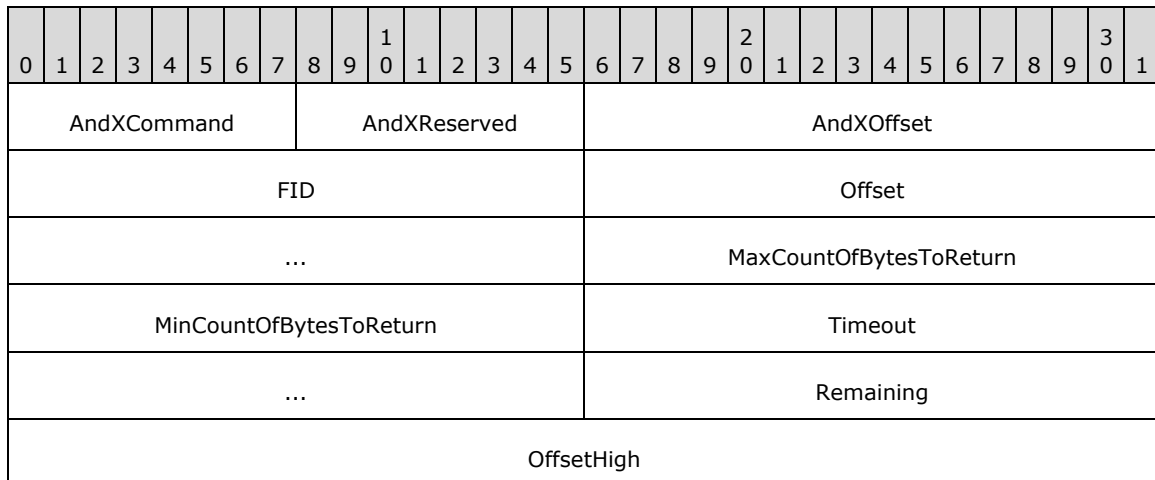 1 2 3
0 1 2 3 4 5 6 7 8 9 0 1 2 3 4 5 6 7 8 9 0 1 2 3 4 5 6 7 8 9 0 1
AndXCommand AndXReserved AndXOffset
FID Offset
... MaxCountOfBytesToReturn
MinCountOfBytesToReturn Timeout
... Remaining
OffsetHigh